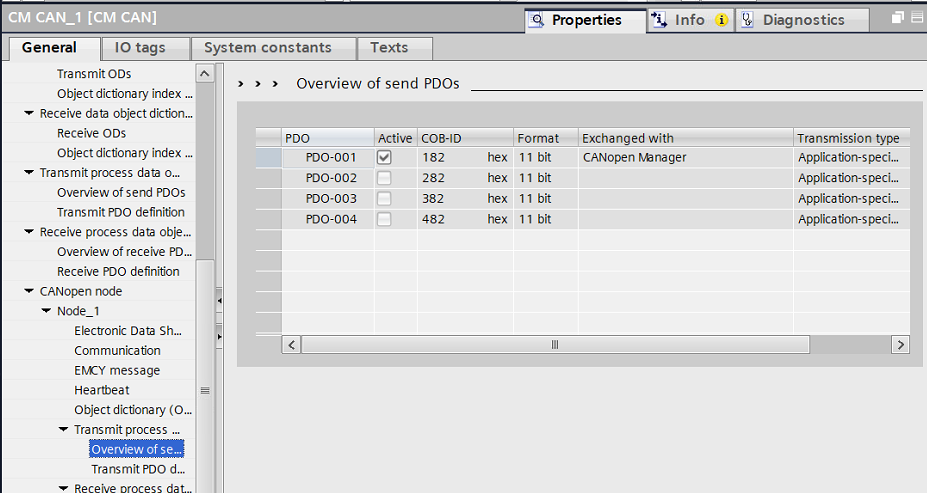 CM CAN_1 [CM CAN]
Properties
Info
Diagnostics
General
IO tags
System constants
Texts
Transmit ODs
Object dictionary index ...
Receive data object diction...
Receive ODs
Object dictionary index ...
Transmit process data o...
Overview of send PDOs
Transmit PDO definition
Receive process data obje...
Overview of receive PD...
Receive PDO definition
CANopen node
Node_1
Electronic Data Sh...
Communication
EMCY message
Heartbeat
Object dictionary (O...
Transmit process ...
Overview of se...
Transmit PDO d...
Receive process dat...
> > > Overview of send PDOs
PDO Active COB-ID Format Exchanged with Transmission type
PDO-001 182 hex 11 bit CANopen Manager Application-speci...
PDO-002 282 hex 11 bit Application-speci...
PDO-003 382 hex 11 bit Application-speci...
PDO-004 482 hex 11 bit Application-speci...